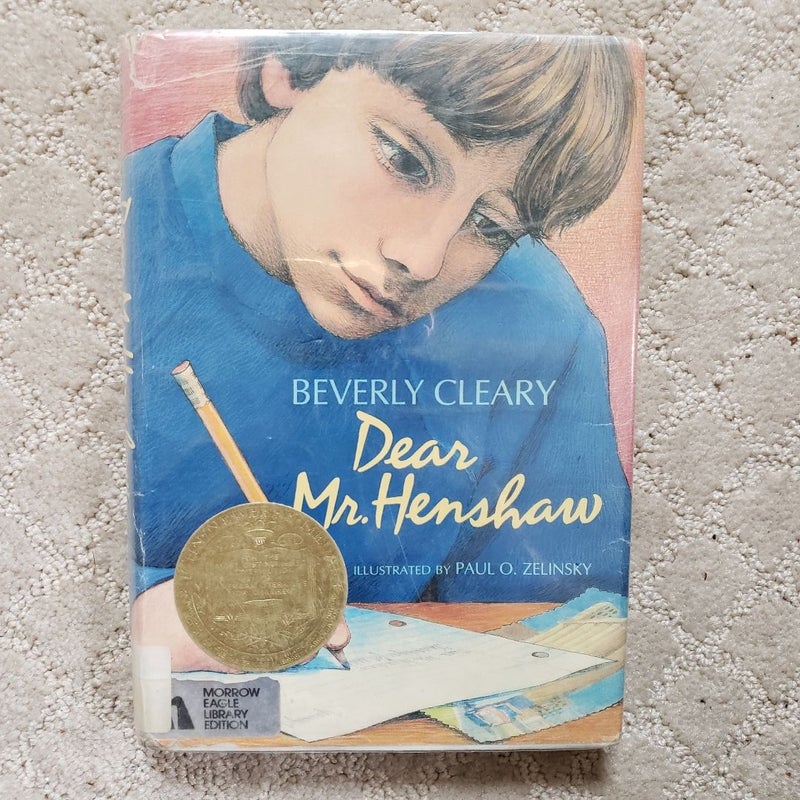 BEVERLY CLEARY
Dear
Mr. Henshaw
ILLUSTRATED BY PAUL O. ZELINSKY
MORROW
EAGLE
LIBRARY
EDITION